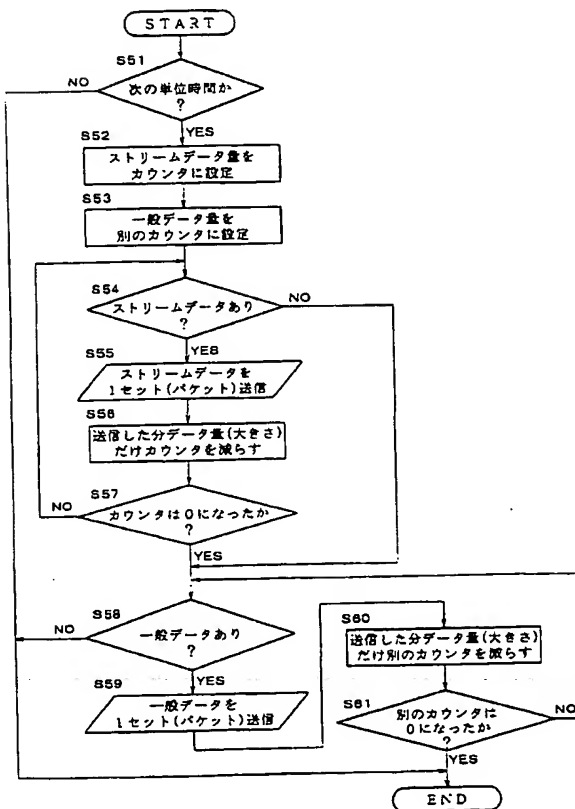 START
S51
次の単位時間か
?
NO
YES
S52
ストリームデータ量を
カウンタに設定
S53
一般データ量を
別のカウンタに設定
S54
ストリームデータあり
?
NO
YES
S55
ストリームデータを
1セット(パケット)送信
S56
送信した分データ量(大きさ)
だけカウンタを減らす
S57
カウンタは0になったか
?
NO
YES
S58
一般データあり
?
NO
YES
S59
一般データを
1セット(パケット)送信
S60
送信した分データ量(大きさ)
だけ別のカウンタを減らす
S61
別のカウンタは
0になったか
?
NO
YES
END